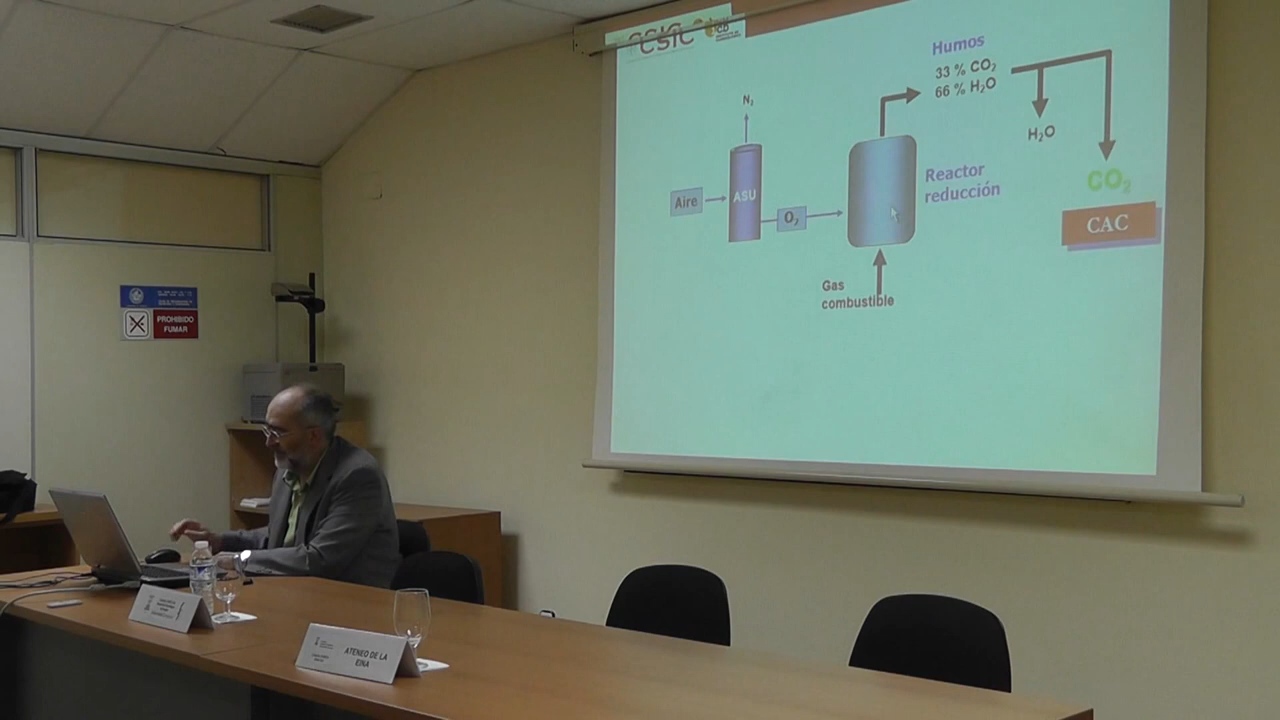 CSIC
Humos
33 % CO₂
66 % H₂O
N₂
H₂O
Aire
ASU
O₂
Reactor
reducción
CO₂
CAC
Gas
combustible
PROHIBIDO
FUMAR
ATENEO DE LA
EINA